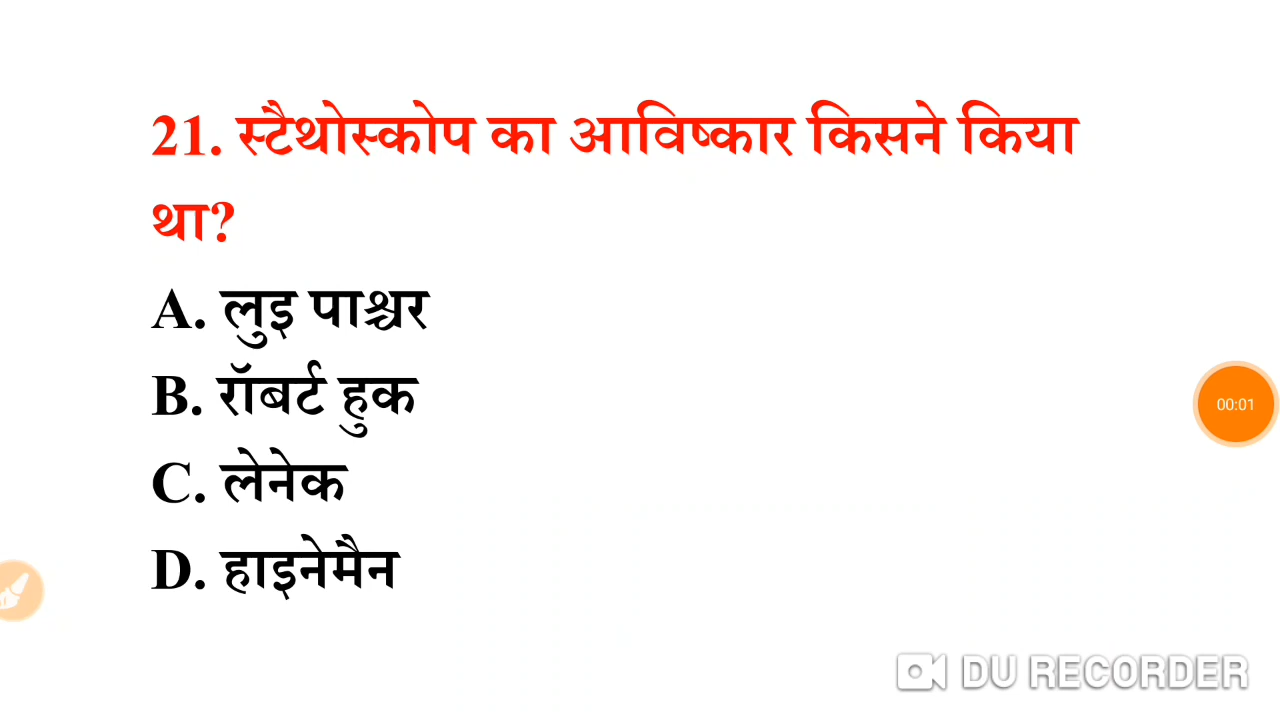 21. स्टैथोस्कोप का आविष्कार किसने किया
था?
A. लुइ पाश्चर
B. रॉबर्ट हुक
C. लेनेक
D. हाइनेमैन
00:01
DU RECORDER